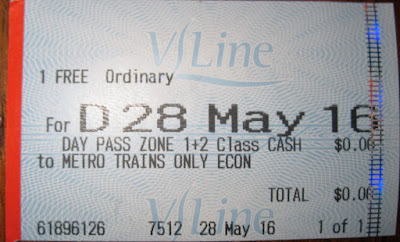 V/Line
1 FREE Ordinary
For D 28 May 16
DAY PASS ZONE 1+2 Class CASH $0.00
to METRO TRAINS ONLY ECON
TOTAL $0.00
V/Line
61896126 7512 28 May 16 1 of 1